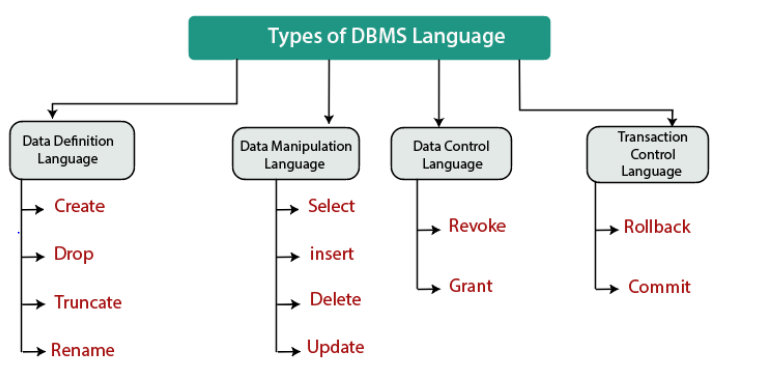 Types of DBMS Language
Data Definition
Language
Create
Drop
Truncate
Rename
Data Manipulation
Language
Select
insert
Delete
Update
Data Control
Language
Revoke
Grant
Transaction
Control
Language
Rollback
Commit